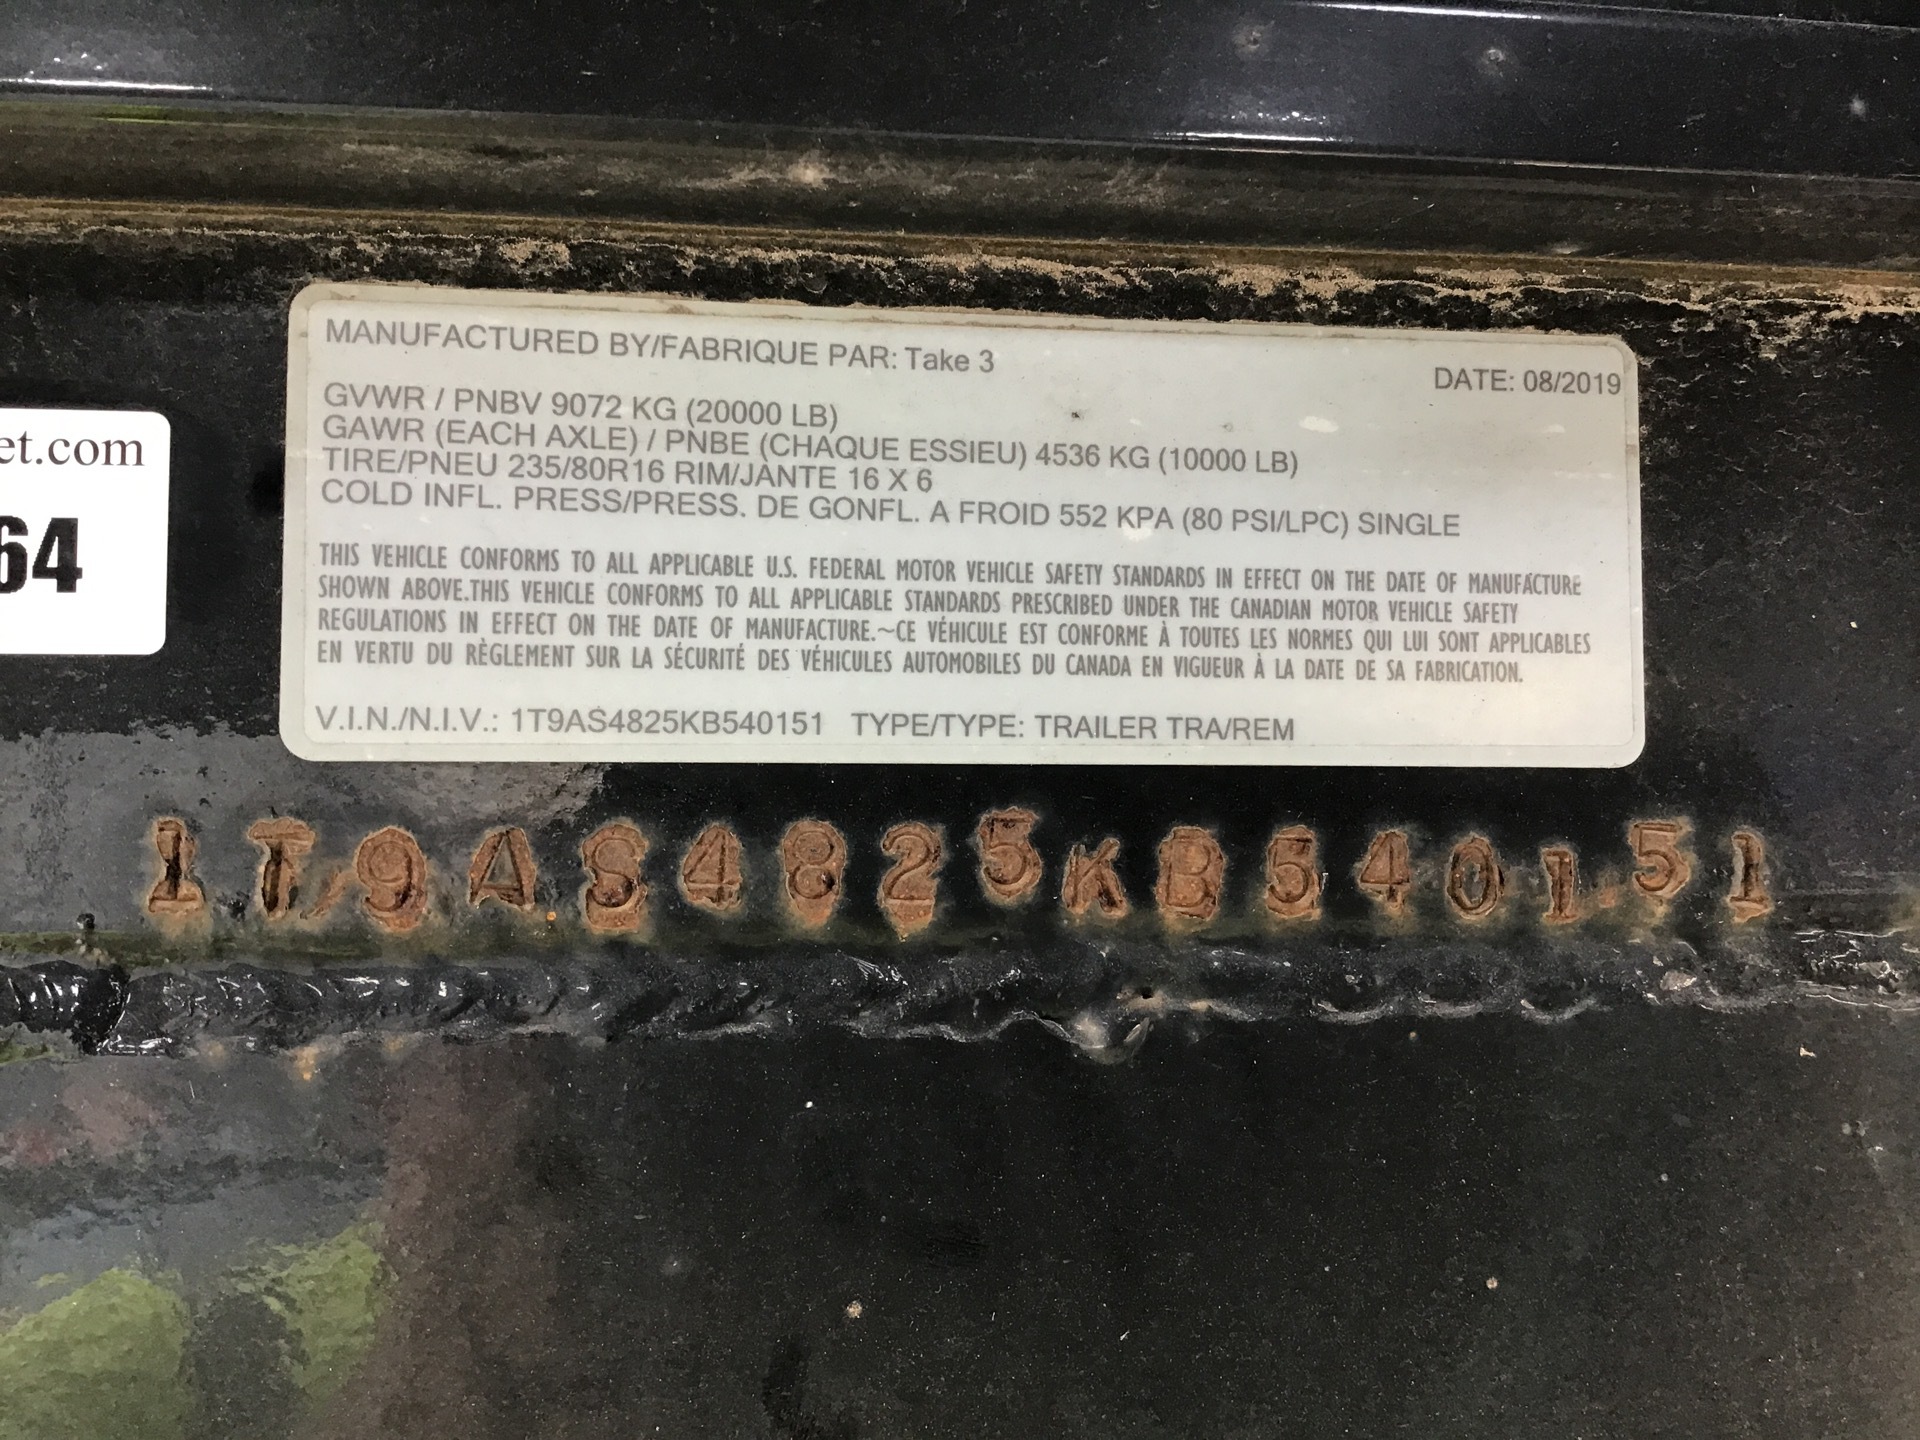 MANUFACTURED BY/FABRIQUE PAR: Take 3
DATE: 08/2019
GVWR / PNBV 9072 KG (20000 LB)
GAWR (EACH AXLE) / PNBE (CHAQUE ESSIEU) 4536 KG (10000 LB)
TIRE/PNEU 235/80R16 RIM/JANTE 16 X 6
COLD INFL. PRESS/PRESS. DE GONFL. A FROID 552 KPA (80 PSI/LPC) SINGLE
THIS VEHICLE CONFORMS TO ALL APPLICABLE U.S. FEDERAL MOTOR VEHICLE SAFETY STANDARDS IN EFFECT ON THE DATE OF MANUFACTURE
SHOWN ABOVE.THIS VEHICLE CONFORMS TO ALL APPLICABLE STANDARDS PRESCRIBED UNDER THE CANADIAN MOTOR VEHICLE SAFETY
REGULATIONS IN EFFECT ON THE DATE OF MANUFACTURE.~CE VÉHICULE EST CONFORME À TOUTES LES NORMES QUI LUI SONT APPLICABLES
EN VERTU DU RÈGLEMENT SUR LA SÉCURITÉ DES VÉHICULES AUTOMOBILES DU CANADA EN VIGUEUR À LA DATE DE SA FABRICATION.
V.I.N./N.I.V.: 1T9AS4825KB540151 TYPE/TYPE: TRAILER TRA/REM
et.com
64
1T9AS4825KB540151